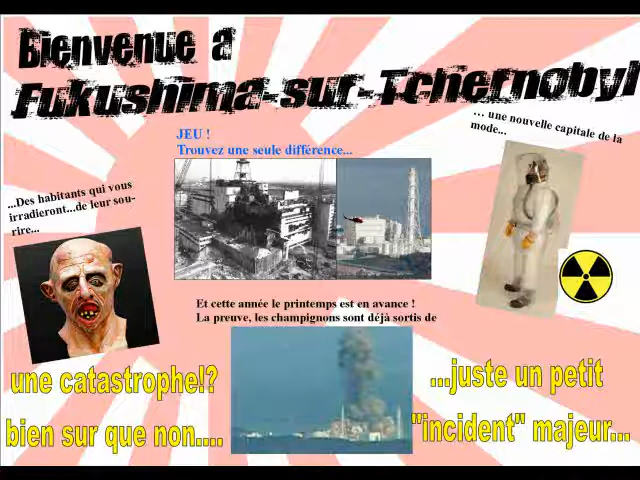 Bienvenue a
Fukushima-sur-Tchernobyl
JEU !
Trouvez une seule différence...
... une nouvelle capitale de la
mode...
...Des habitants qui vous
irradieront...de leur sou-
rire...
Et cette année le printemps est en avance !
La preuve, les champignons sont déjà sortis de
une catastrophe!?
bien sur que non....
...juste un petit
"incident" majeur...